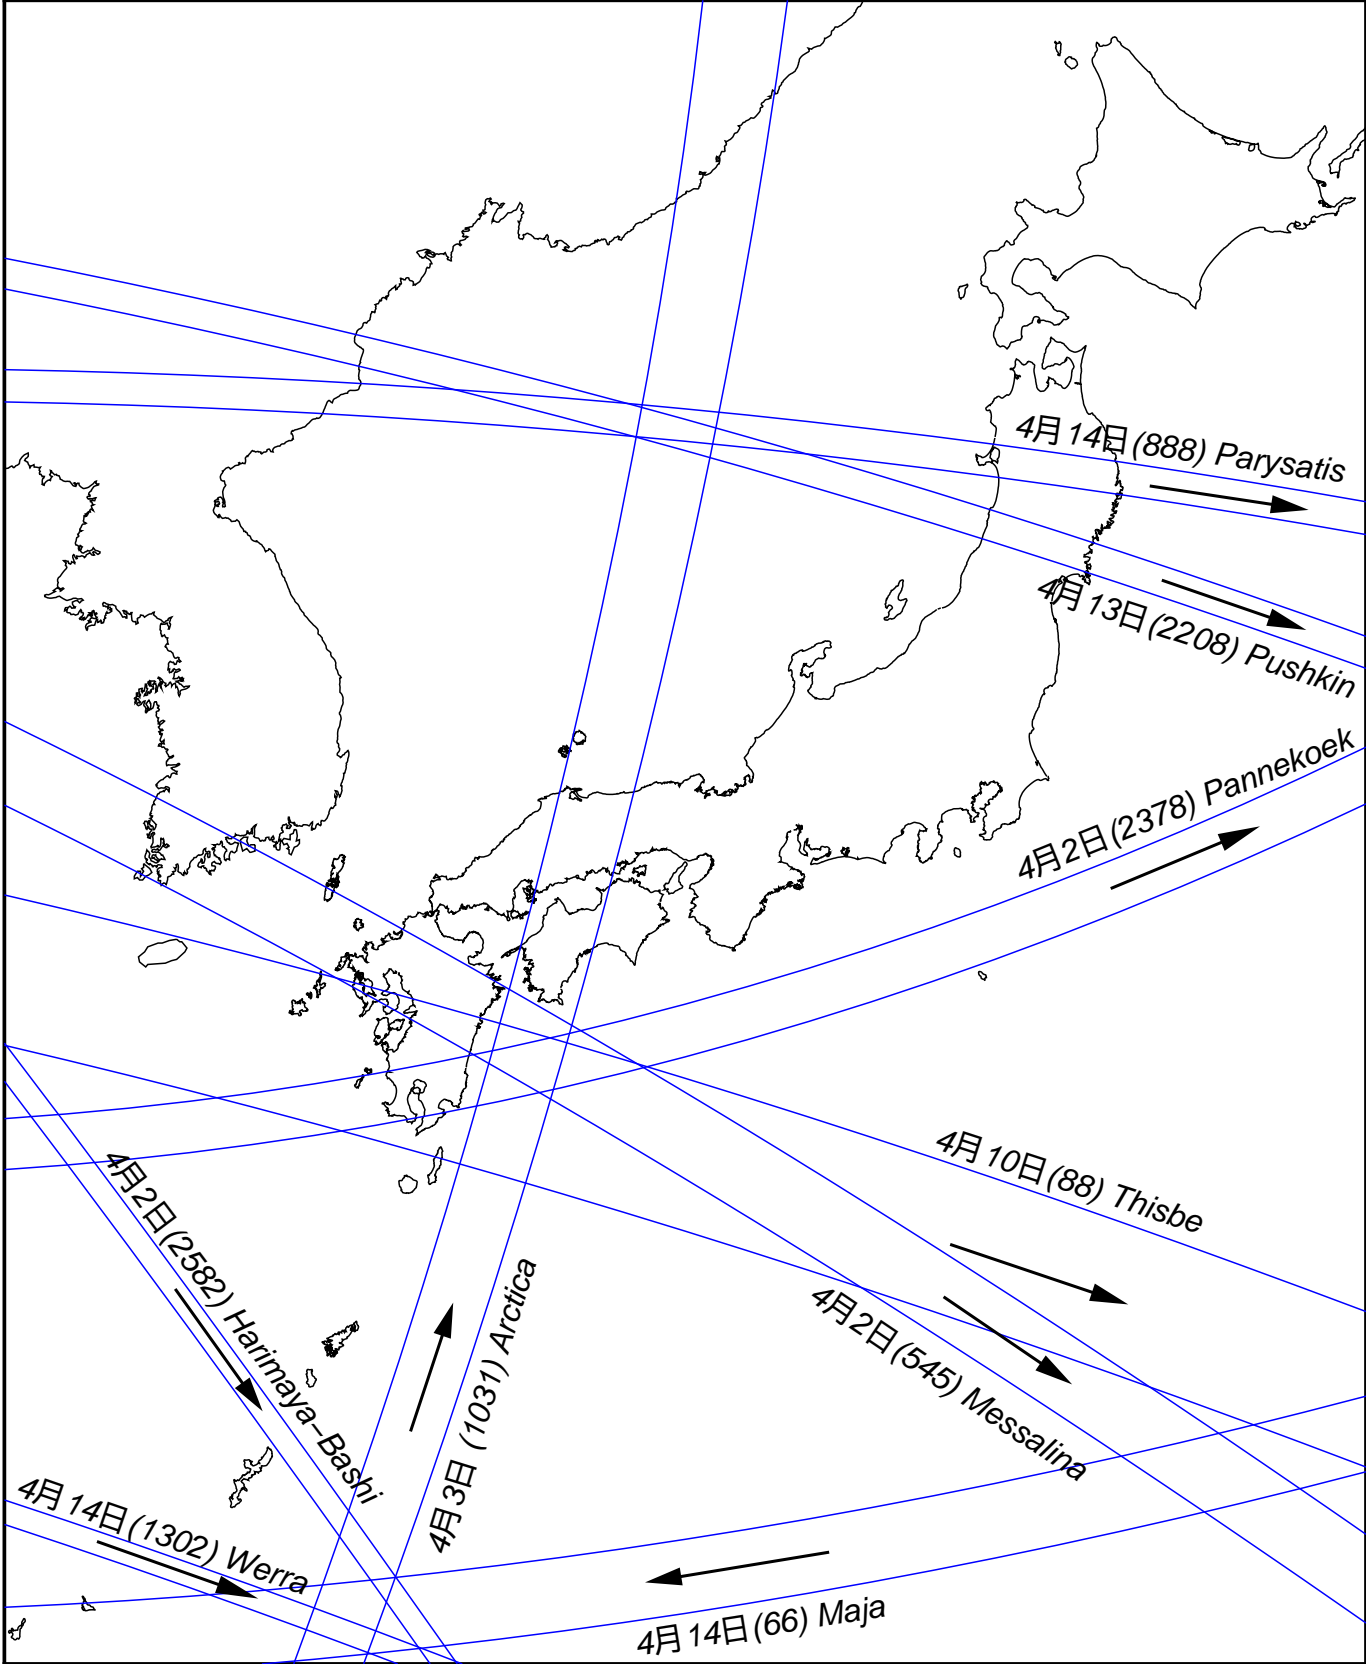 4月14日(888) Parysatis
4月13日(2208) Pushkin
4月2日(2378) Pannekoek
4月10日(88) Thisbe
4月2日(545) Messalina
4月2日(2582) Harimaya-Bashi
4月3日 (1031) Arctica
4月14日(1302) Werra
4月14日(66) Maja